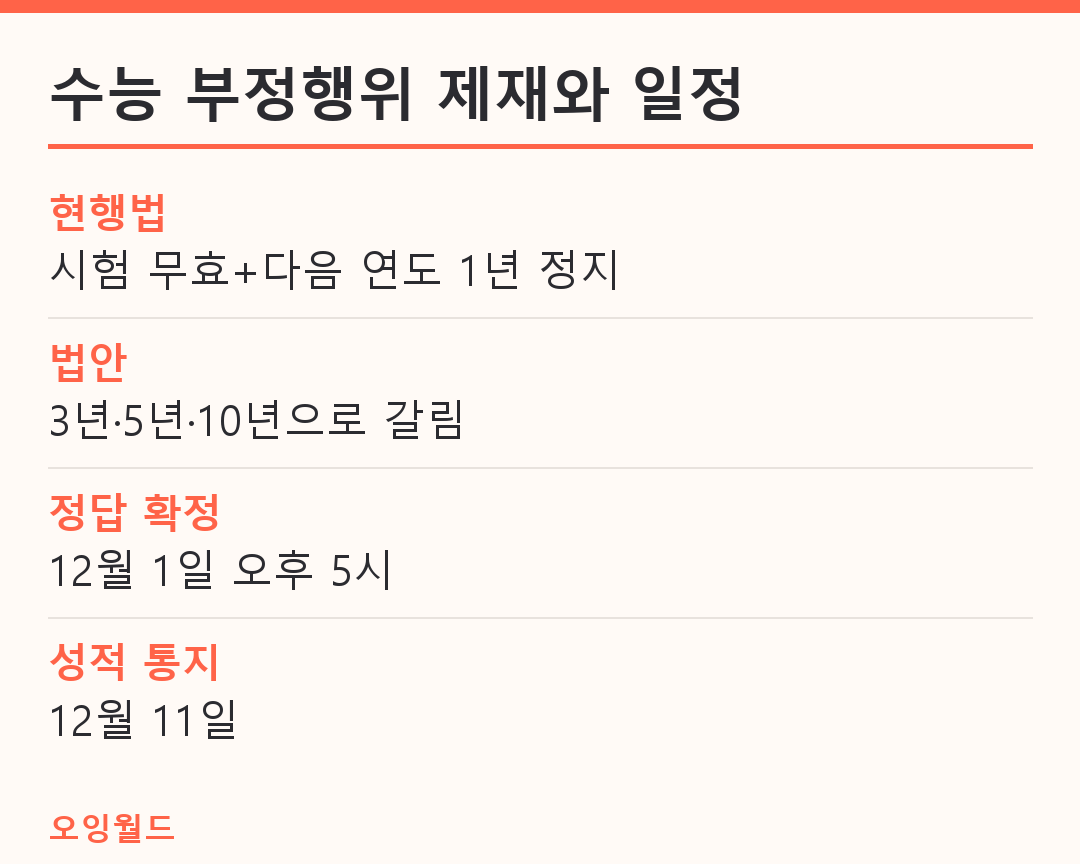 수능 부정행위 제재와 일정
현행법
시험 무효+다음 연도 1년 정지
법안
3년·5년·10년으로 갈림
정답 확정
12월 1일 오후 5시
성적 통지
12월 11일
오잉월드